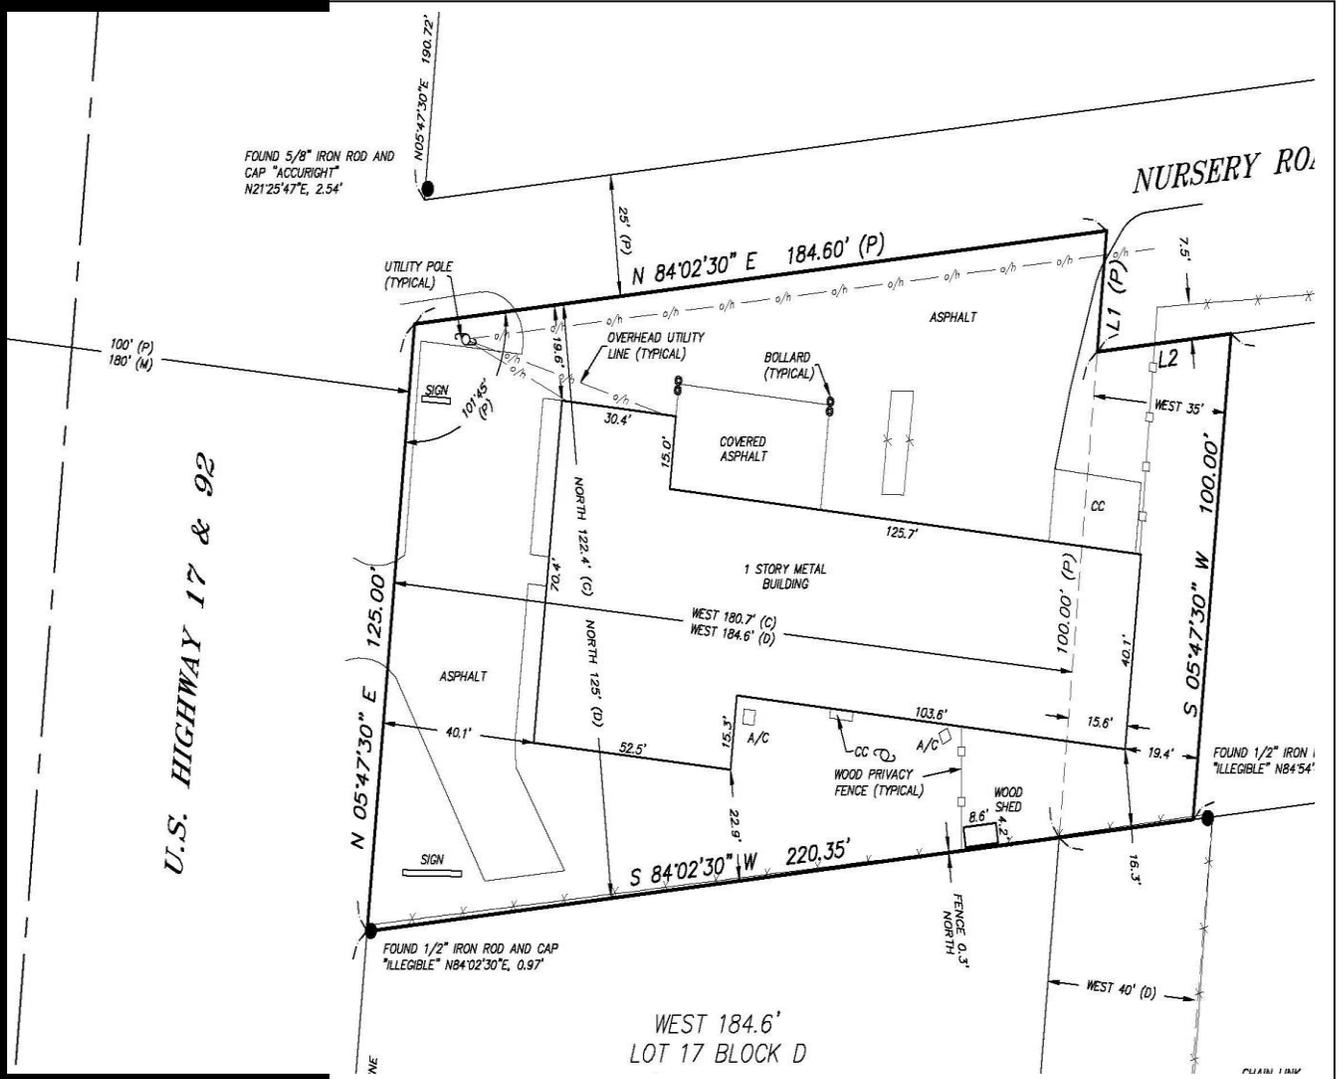 N05°47'30"E 190.72'
FOUND 5/8" IRON ROD AND
CAP "ACCURIGHT"
N21°25'47"E, 2.54'
NURSERY
25' (P)
N 84°02'30" E 184.60' (P)
7.5'
UTILITY POLE
(TYPICAL)
o/h o/h o/h o/h o/h o/h o/h o/h o/h o/h
o/h
o/h
o/h
o/h
L1 (P)
ASPHALT
100' (P)
180' (M)
19.6'
OVERHEAD UTILITY
LINE (TYPICAL)
BOLLARD
(TYPICAL)
L2
SIGN
101°45'
(P)
30.4'
WEST 35'
15.0'
COVERED
ASPHALT
CC
S 05°47'30" W 100.00'
U.S. HIGHWAY 17 & 92
NORTH 122.4' (C)
125.7'
70.4'
1 STORY METAL
BUILDING
100.00' (P)
N 05°47'30" E 125.00'
WEST 180.7' (C)
WEST 184.6' (D)
NORTH 125' (D)
40.1'
ASPHALT
40.1'
52.5'
15.3'
A/C
103.6'
15.6'
CC
A/C
19.4'
FOUND 1/2" IRON
"ILLEGIBLE" N84°54'
WOOD PRIVACY
FENCE (TYPICAL)
WOOD
SHED
8.6'
4.2'
22.9'
S 84°02'30" W 220.35'
16.3'
SIGN
FENCE 0.3'
NORTH
FOUND 1/2" IRON ROD AND CAP
"ILLEGIBLE" N84°02'30"E, 0.97'
WEST 40' (D)
WEST 184.6'
LOT 17 BLOCK D
CHAIN LINK